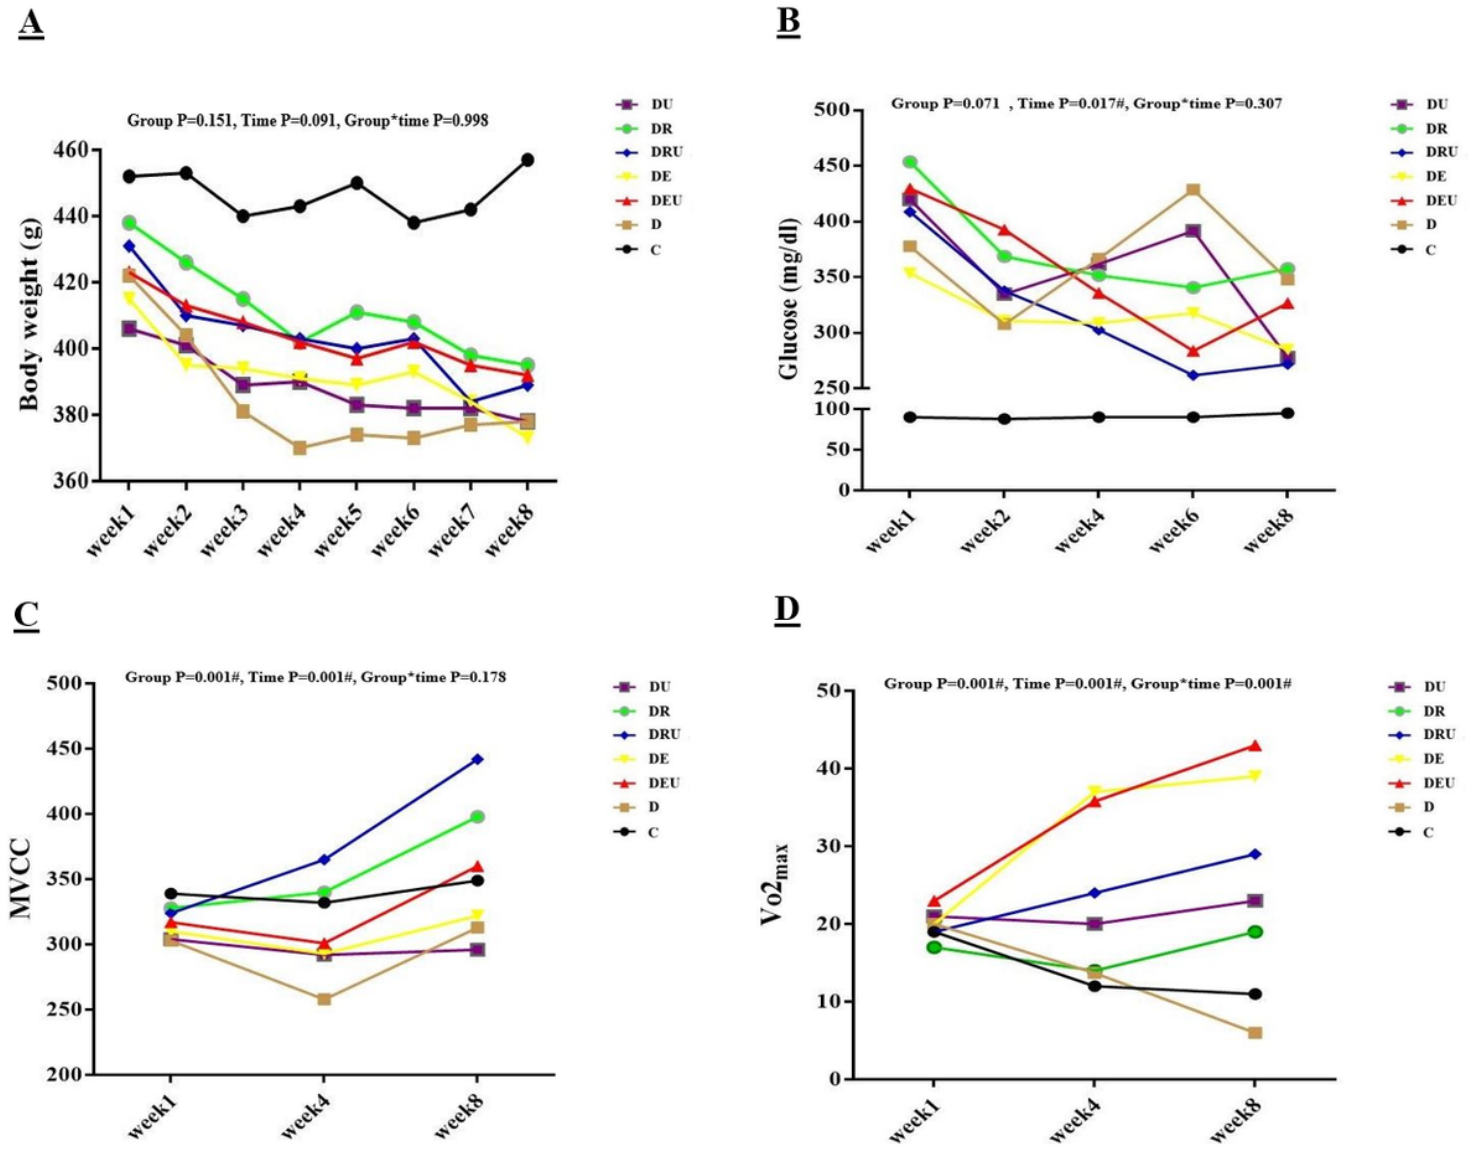 A
Group P=0.151, Time P=0.091, Group*time P=0.998
Body weight (g)
460
440
420
400
380
360
week1
week2
week3
week4
week5
week6
week7
week8
DU
DR
DRU
DE
DEU
D
C
B
Group P=0.071 , Time P=0.017#, Group*time P=0.307
Glucose (mg/dl)
500
450
400
350
300
250
100
50
0
week1
week2
week4
week6
week8
DU
DR
DRU
DE
DEU
D
C
C
Group P=0.001#, Time P=0.001#, Group*time P=0.178
MVCC
500
450
400
350
300
250
200
week1
week4
week8
DU
DR
DRU
DE
DEU
D
C
D
Group P=0.001#, Time P=0.001#, Group*time P=0.001#
Vo2max
50
40
30
20
10
0
week1
week4
week8
DU
DR
DRU
DE
DEU
D
C